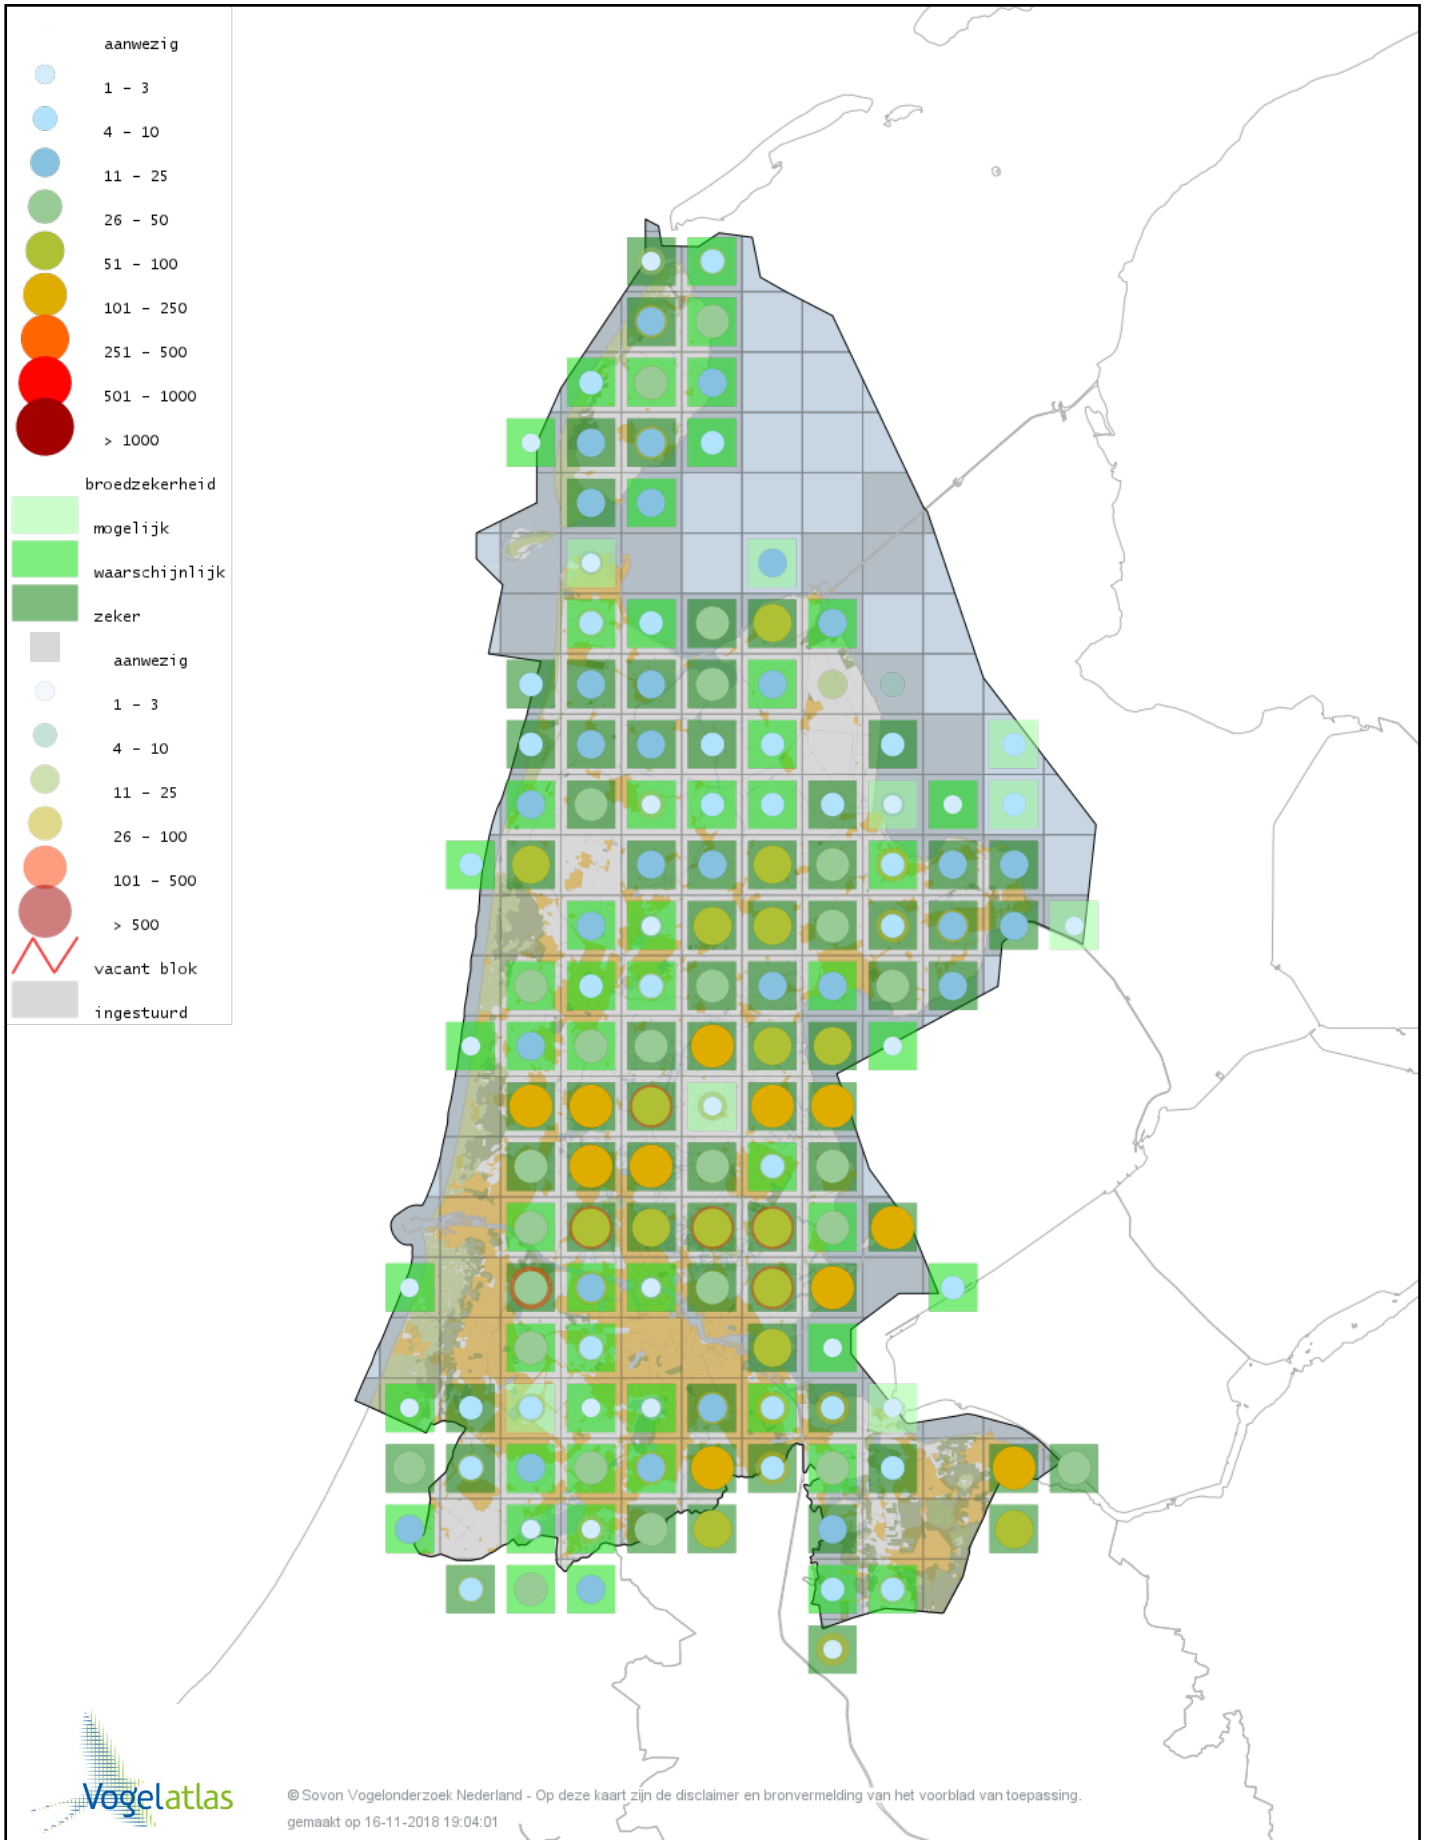 aanwezig
1 - 3
4 - 10
11 - 25
26 - 50
51 - 100
101 - 250
251 - 500
501 - 1000
> 1000
broedzekerheid
mogelijk
waarschijnlijk
zeker
aanwezig
1 - 3
4 - 10
11 - 25
26 - 100
101 - 500
> 500
vacant blok
ingestuurd
Vogelatlas
© Sovon Vogelonderzoek Nederland - Op deze kaart zijn de disclaimer en bronvermelding van het voorblad van toepassing.
gemaakt op 16-11-2018 19:04:01